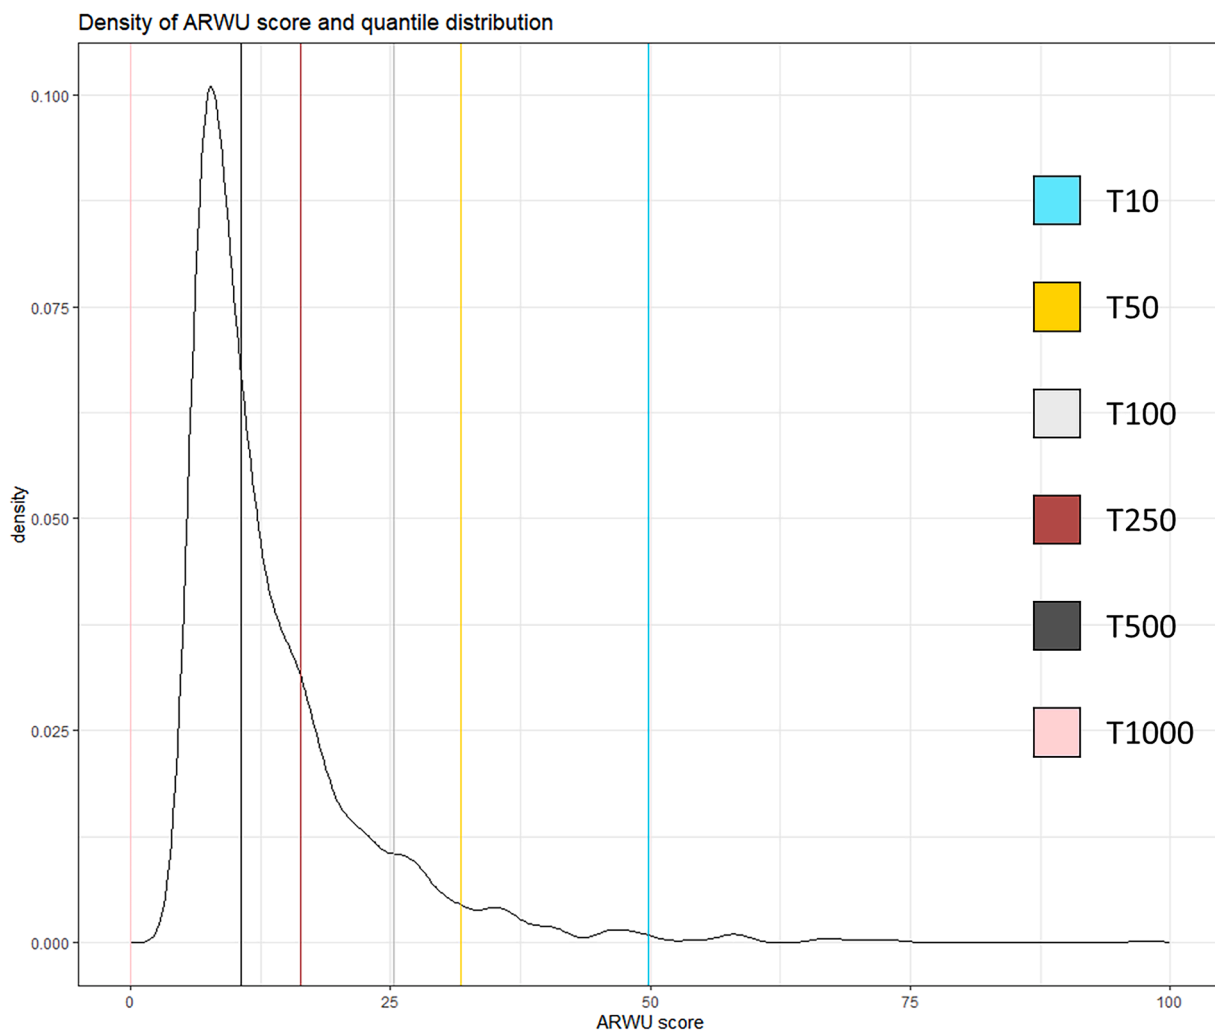 Density of ARWU score and quantile distribution
0.100
0.075
0.050
0.025
0.000
density
0
25
50
75
100
ARWU score
T10
T50
T100
T250
T500
T1000